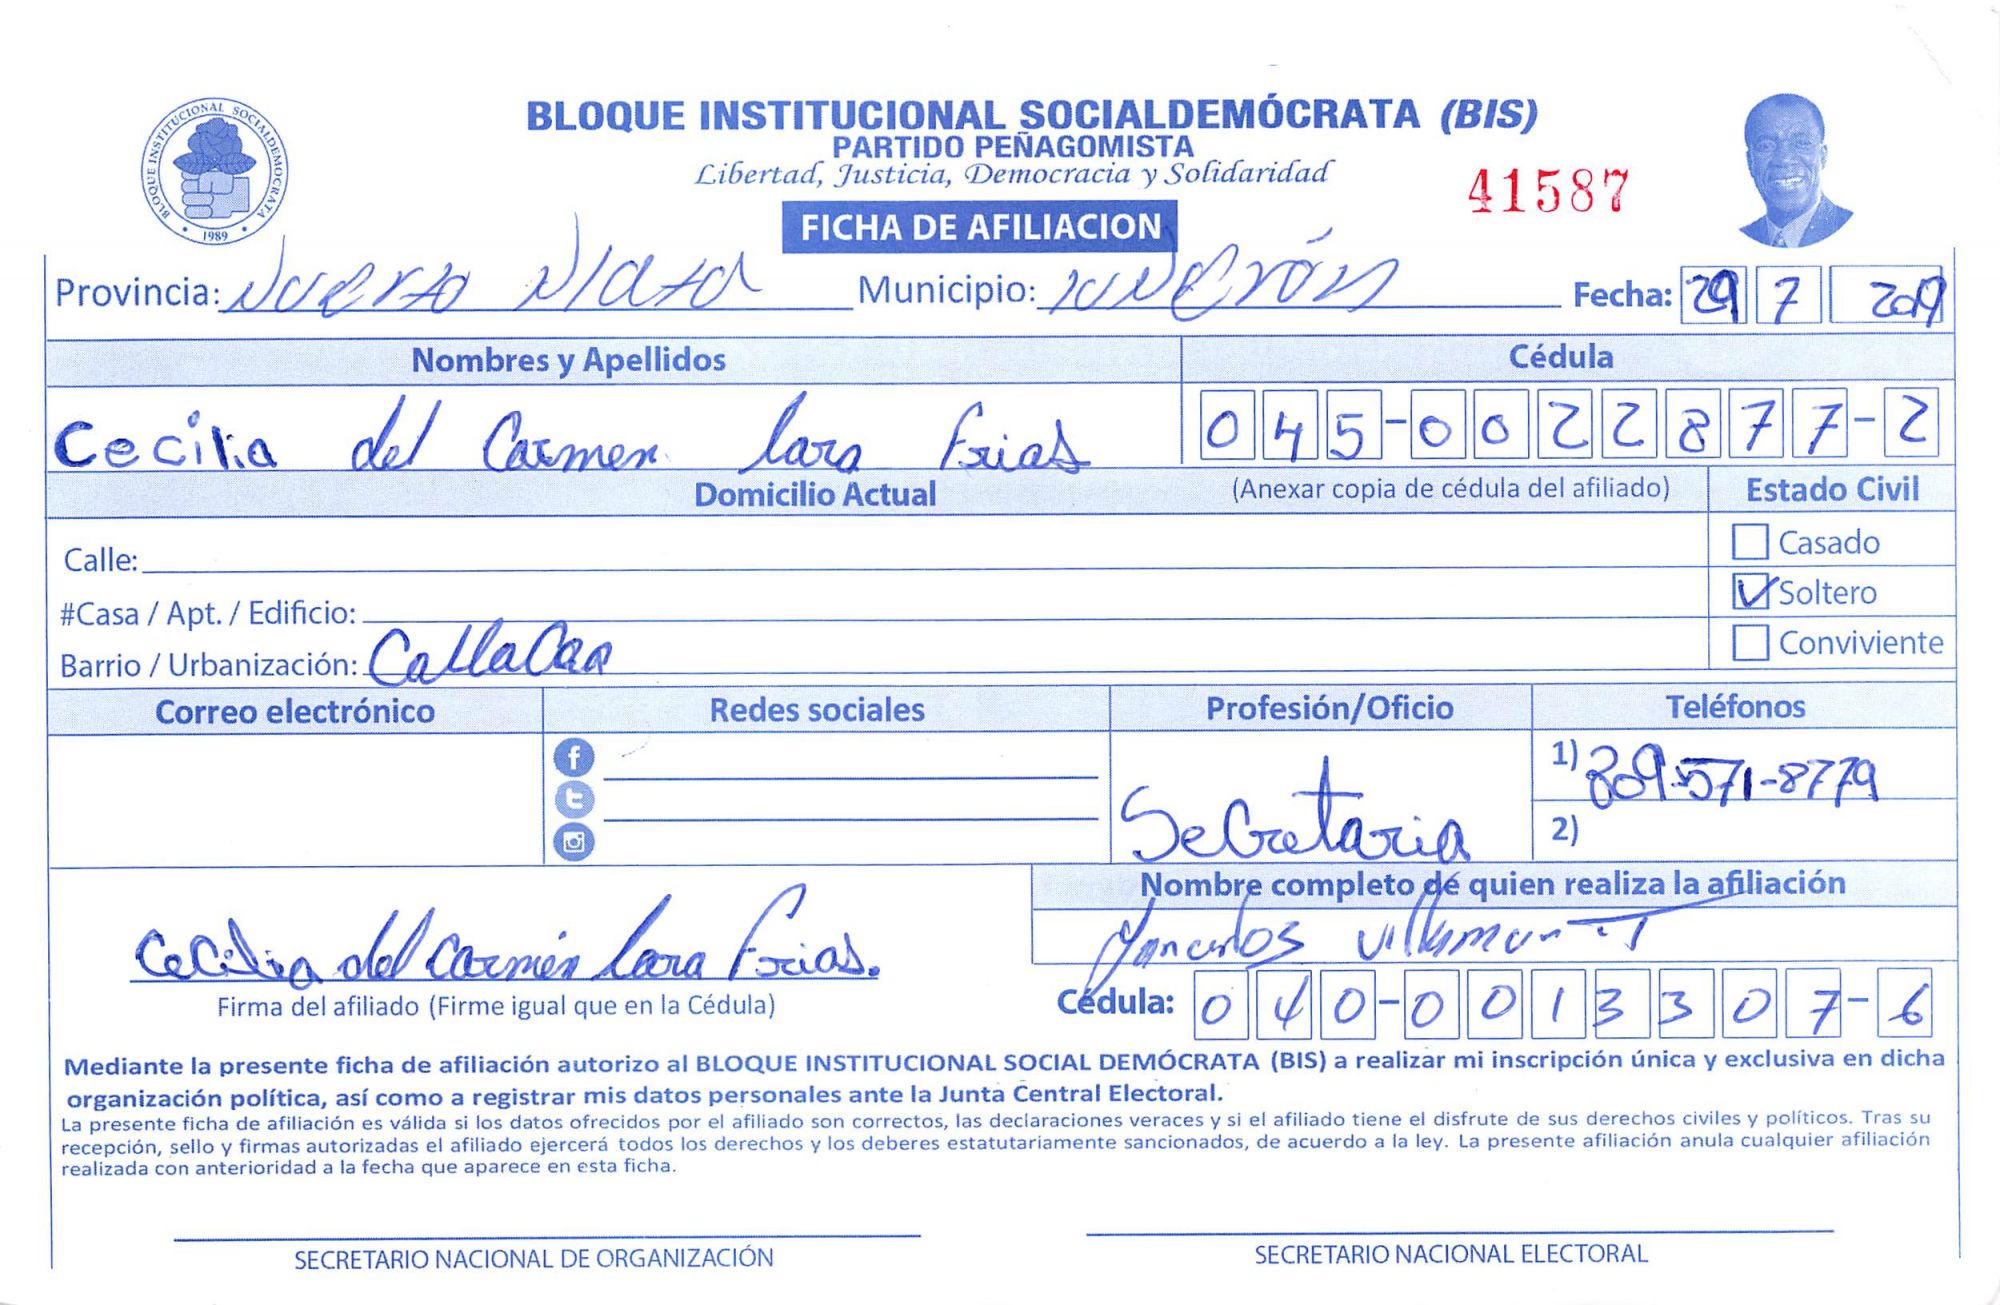 BLOQUE INSTITUCIONAL SOCIALDEMÓCRATA (BIS)
PARTIDO PEÑAGOMISTA
Libertad, Justicia, Democracia y Solidaridad
41587
BLOQUE INSTITUCIONAL SOCIALDEMOCRATA
1989
FICHA DE AFILIACION
Provincia: Plata Municipio: Fecha: 29 7 2019
Nombres y Apellidos Cédula
Cecilia del Carmen Lara Frias 045-0022877-2
Domicilio Actual (Anexar copia de cédula del afiliado) Estado Civil
Calle: Casado
#Casa / Apt. / Edificio: Soltero
Barrio / Urbanización: Conviviente
Correo electrónico Redes sociales Profesión/Oficio Teléfonos
Secretaria 1) 809-571-8779
2)
Nombre completo de quien realiza la afiliación
Cecilia del Carmen Lara Frias.
Firma del afiliado (Firme igual que en la Cédula) Cédula: 040-0013307-6
Mediante la presente ficha de afiliación autorizo al BLOQUE INSTITUCIONAL SOCIAL DEMÓCRATA (BIS) a realizar mi inscripción única y exclusiva en dicha
organización política, así como a registrar mis datos personales ante la Junta Central Electoral.
La presente ficha de afiliación es válida si los datos ofrecidos por el afiliado son correctos, las declaraciones veraces y si el afiliado tiene el disfrute de sus derechos civiles y políticos. Tras su
recepción, sello y firmas autorizadas el afiliado ejercerá todos los derechos y los deberes estatutariamente sancionados, de acuerdo a la ley. La presente afiliación anula cualquier afiliación
realizada con anterioridad a la fecha que aparece en esta ficha.
SECRETARIO NACIONAL DE ORGANIZACIÓN SECRETARIO NACIONAL ELECTORAL